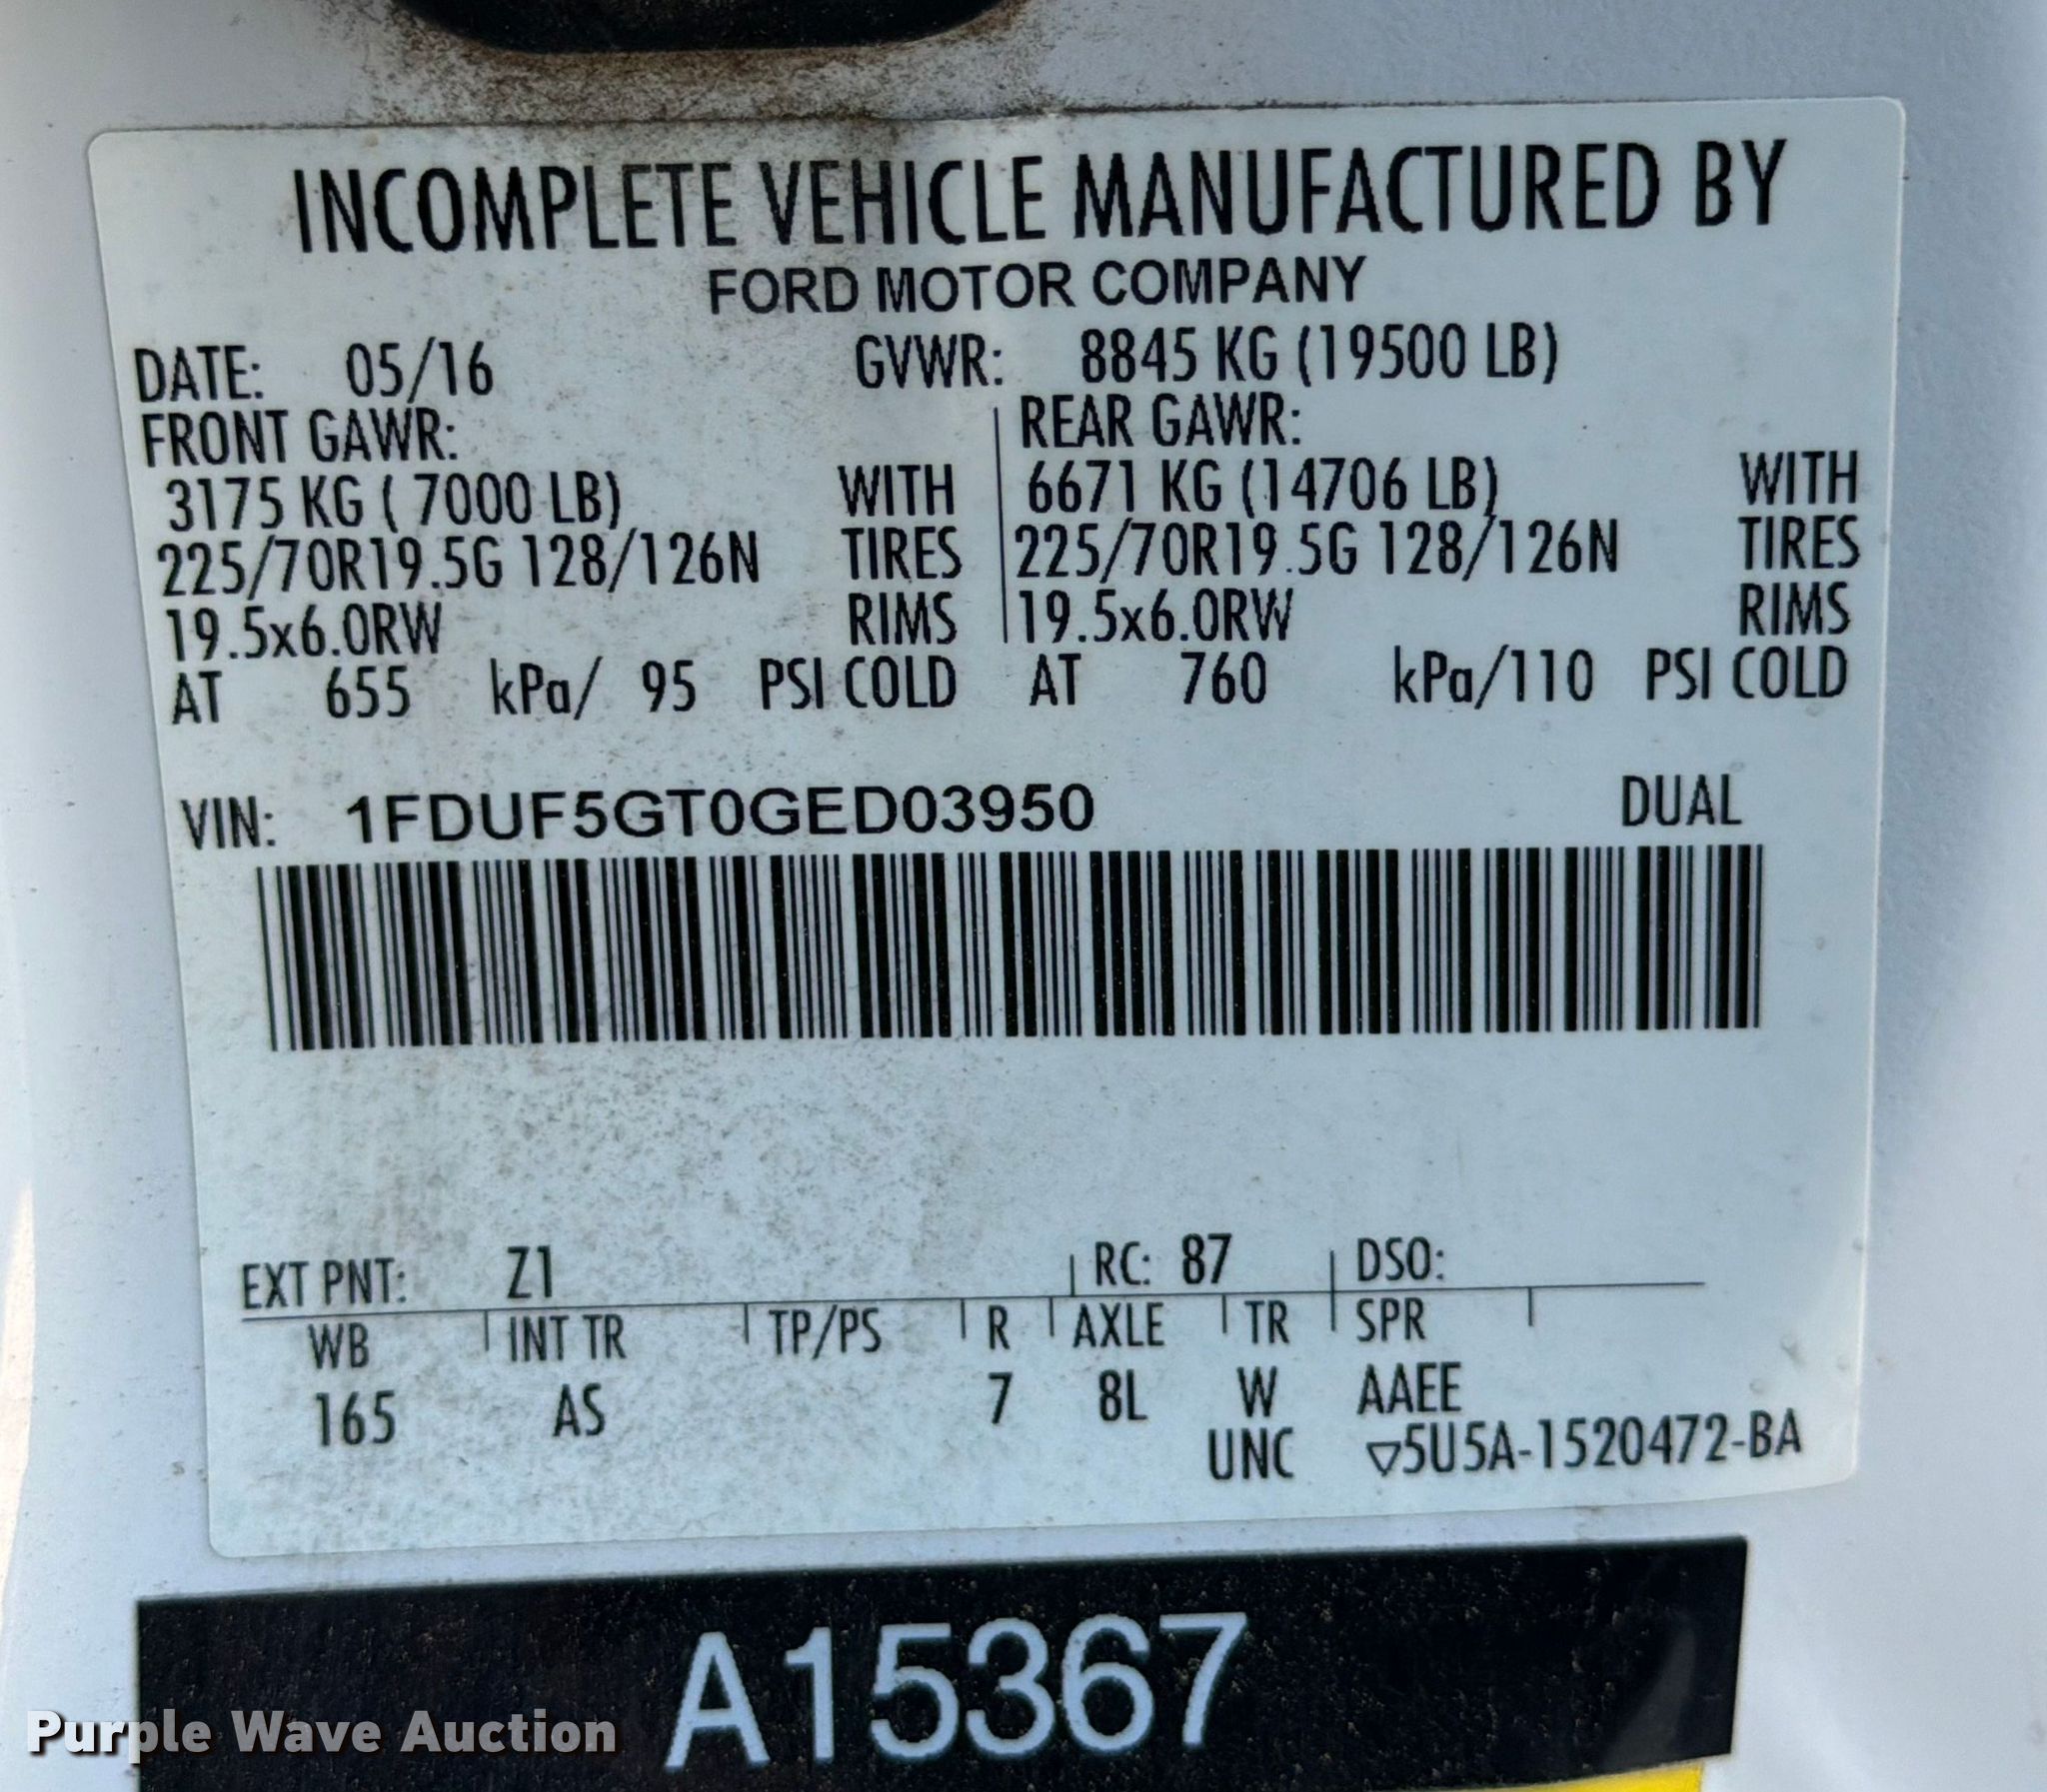 INCOMPLETE VEHICLE MANUFACTURED BY
FORD MOTOR COMPANY
DATE: 05/16 GVWR: 8845 KG (19500 LB)
FRONT GAWR: REAR GAWR:
3175 KG ( 7000 LB) WITH 6671 KG (14706 LB) WITH
225/70R19.5G 128/126N TIRES 225/70R19.5G 128/126N TIRES
19.5x6.0RW RIMS 19.5x6.0RW RIMS
AT 655 kPa/ 95 PSI COLD AT 760 kPa/110 PSI COLD
VIN: 1FDUF5GT0GED03950 DUAL
EXT PNT: Z1 RC: 87 DSO:
WB INT TR TP/PS R AXLE TR SPR
165 AS 7 8L W AAEE
UNC ▽5U5A-1520472-BA
A15367
Purple Wave Auction